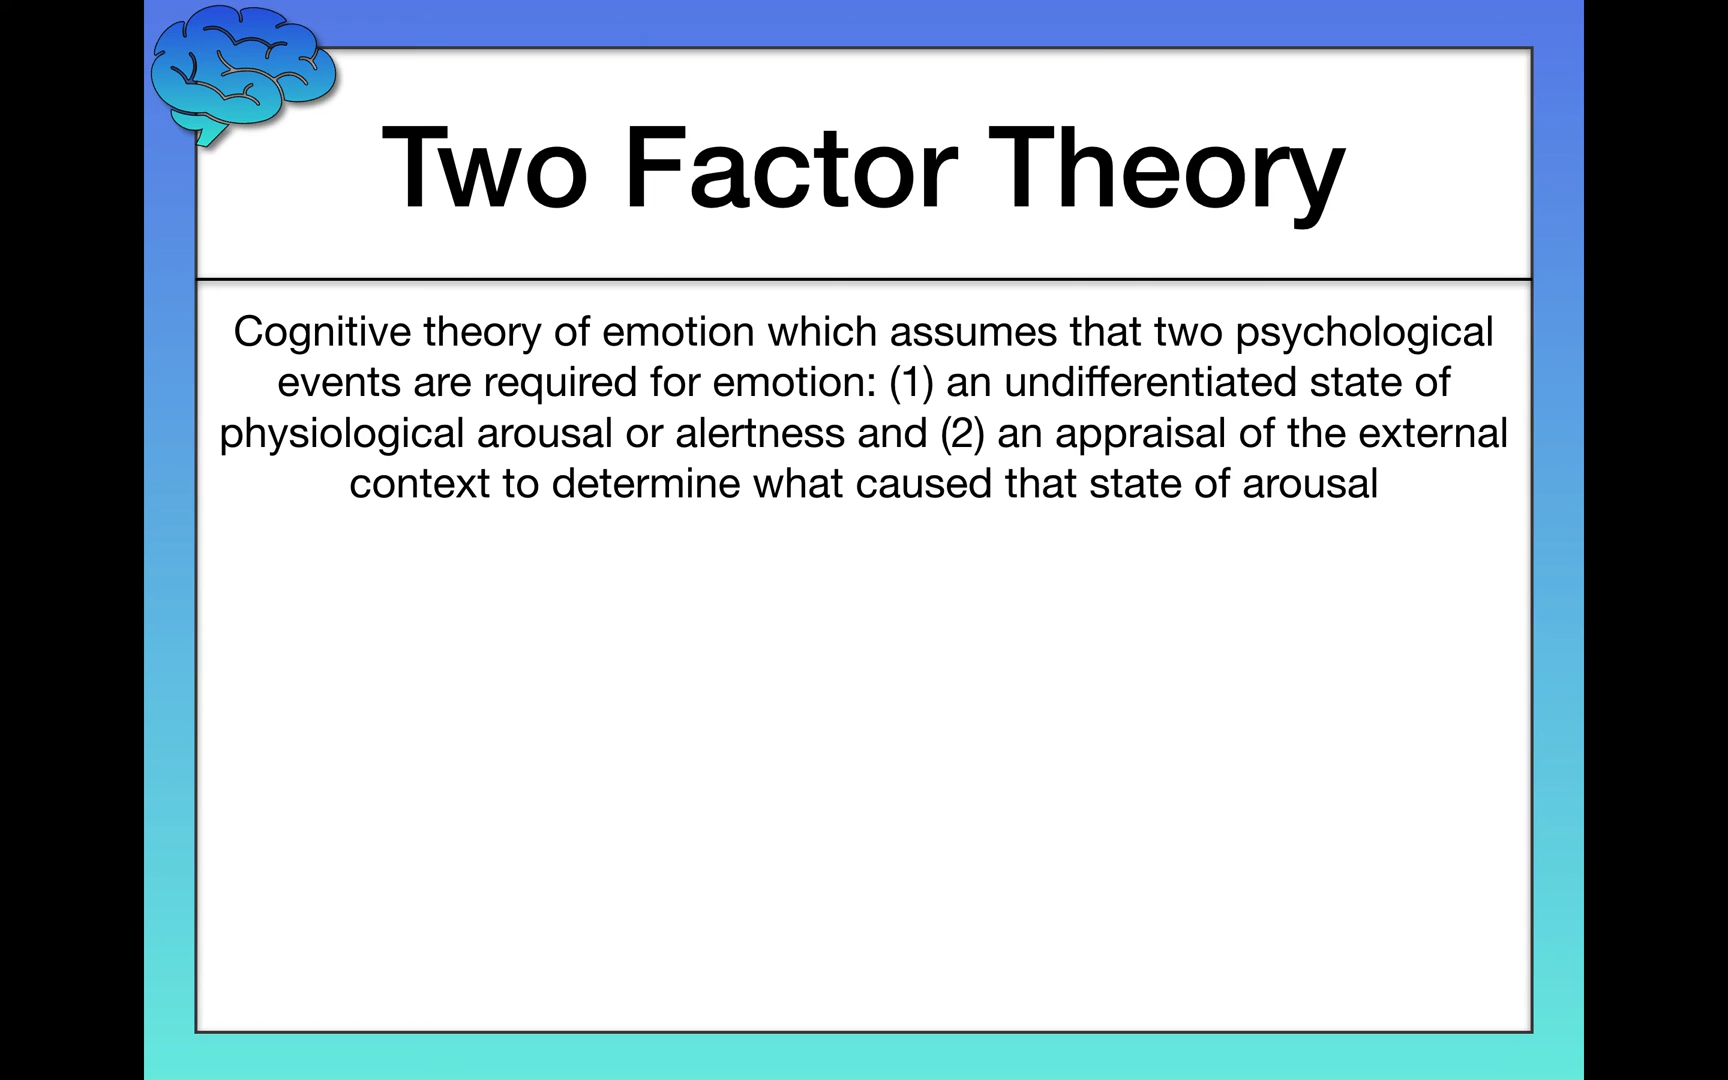 Two Factor Theory
Cognitive theory of emotion which assumes that two psychological
events are required for emotion: (1) an undifferentiated state of
physiological arousal or alertness and (2) an appraisal of the external
context to determine what caused that state of arousal